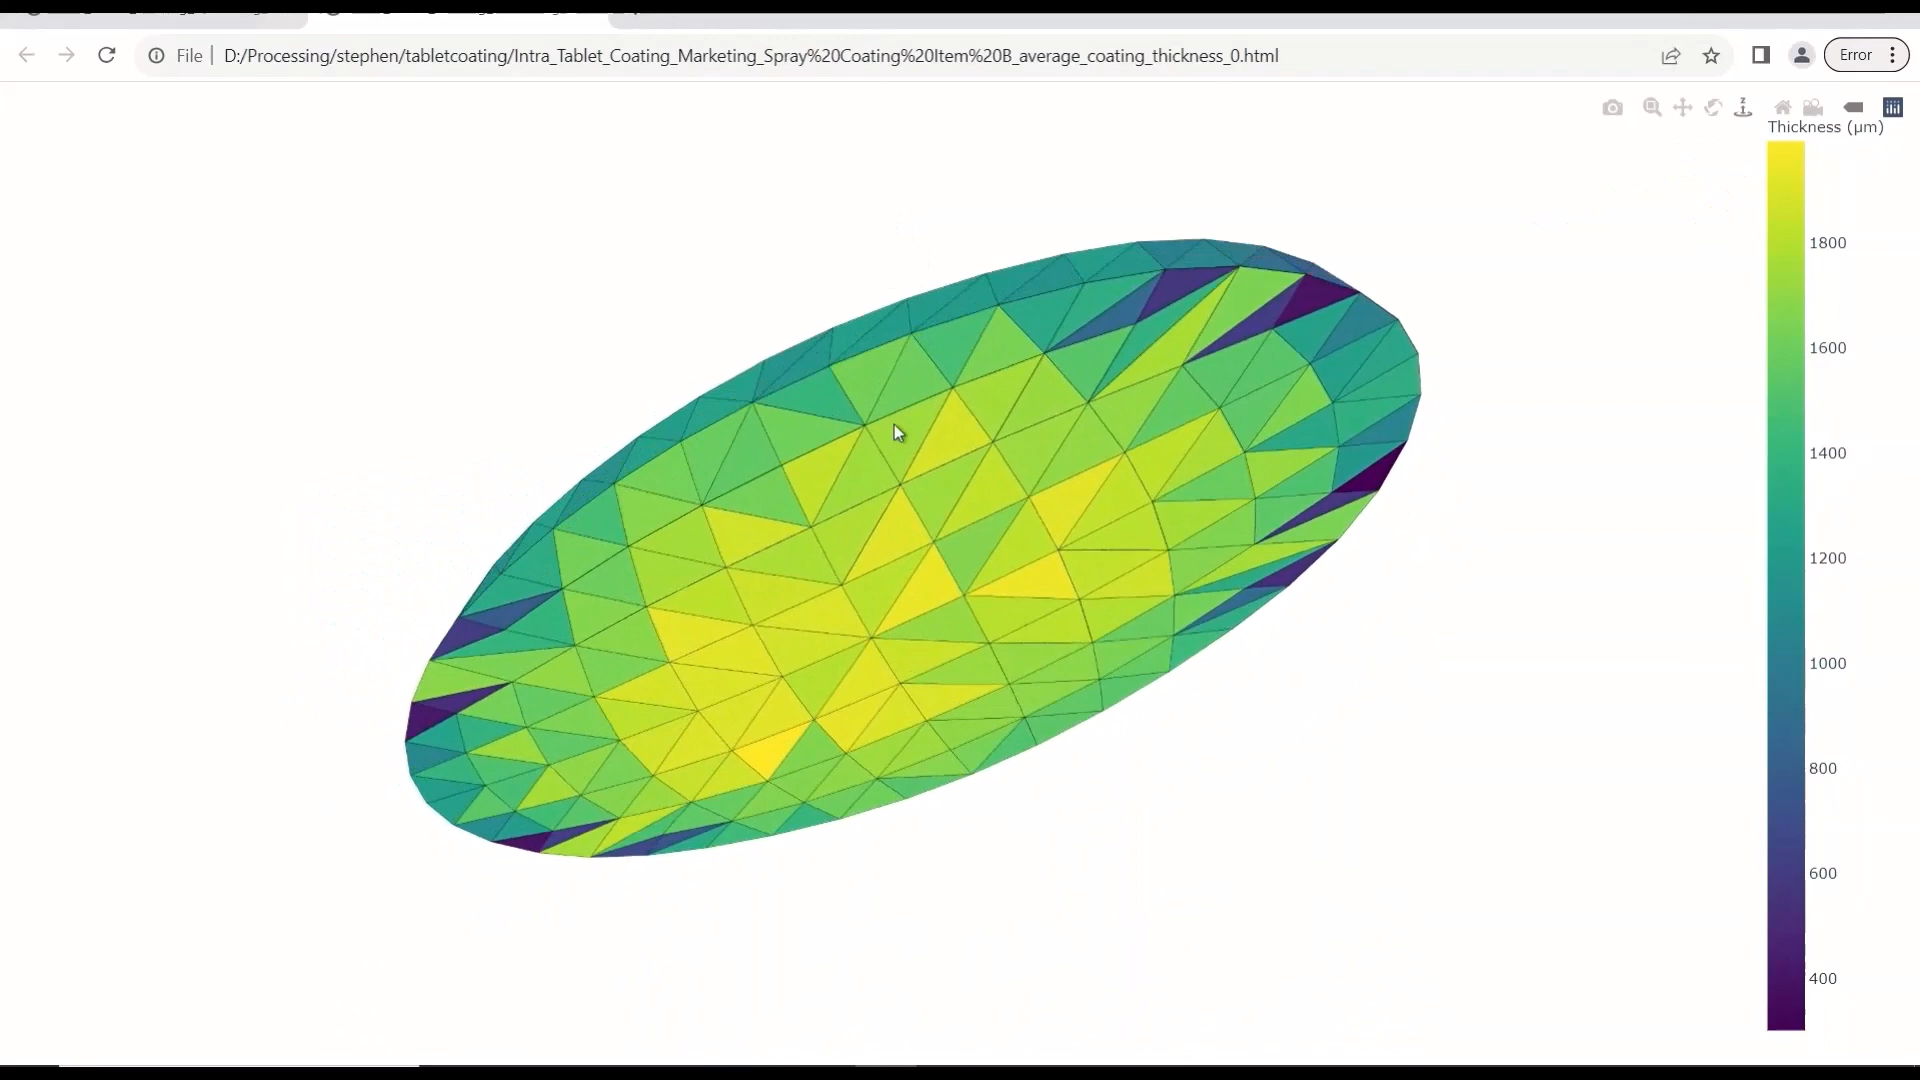 File
D:/Processing/stephen/tabletcoating/Intra_Tablet_Coating_Marketing_Spray%20Coating%20Item%20B_average_coating_thickness_0.html
Error
Thickness (μm)
1800
1600
1400
1200
1000
800
600
400